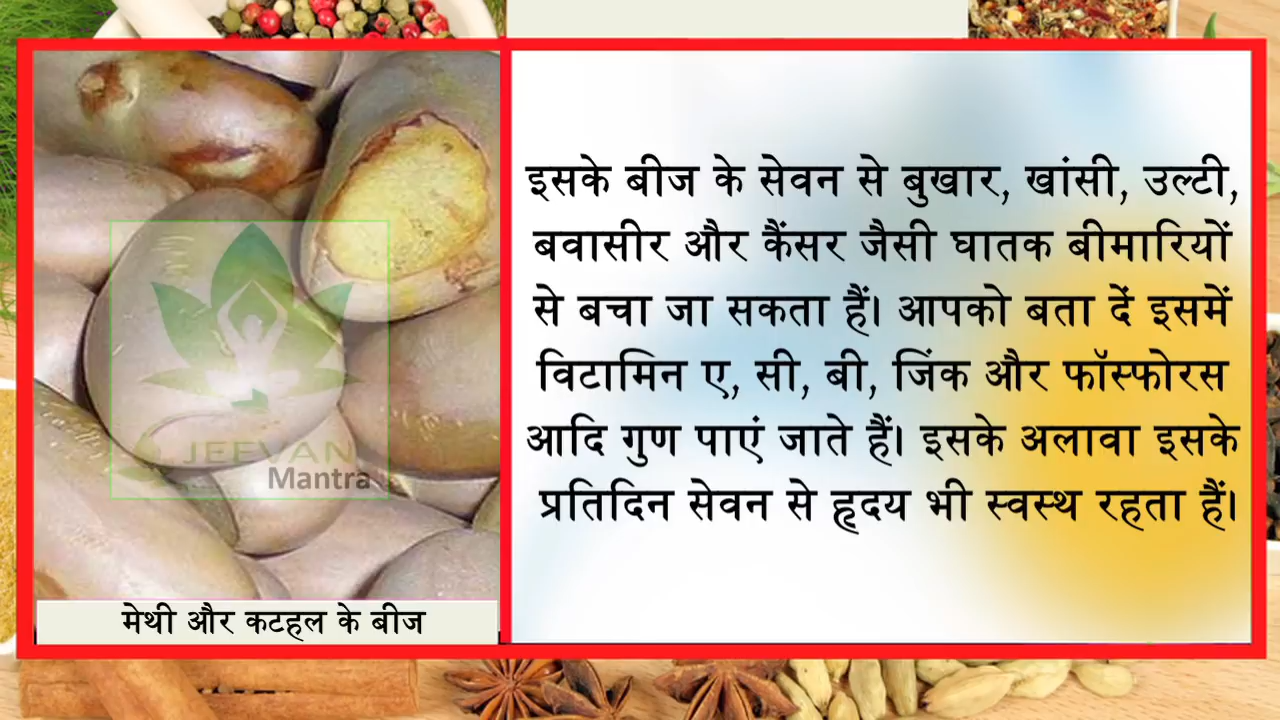 इसके बीज के सेवन से बुखार, खांसी, उल्टी,
बवासीर और कैंसर जैसी घातक बीमारियों
से बचा जा सकता हैं। आपको बता दें इसमें
विटामिन ए, सी, बी, जिंक और फॉस्फोरस
आदि गुण पाएं जाते हैं। इसके अलावा इसके
प्रतिदिन सेवन से हृदय भी स्वस्थ रहता हैं।
JEEVAN
Mantra
मेथी और कटहल के बीज